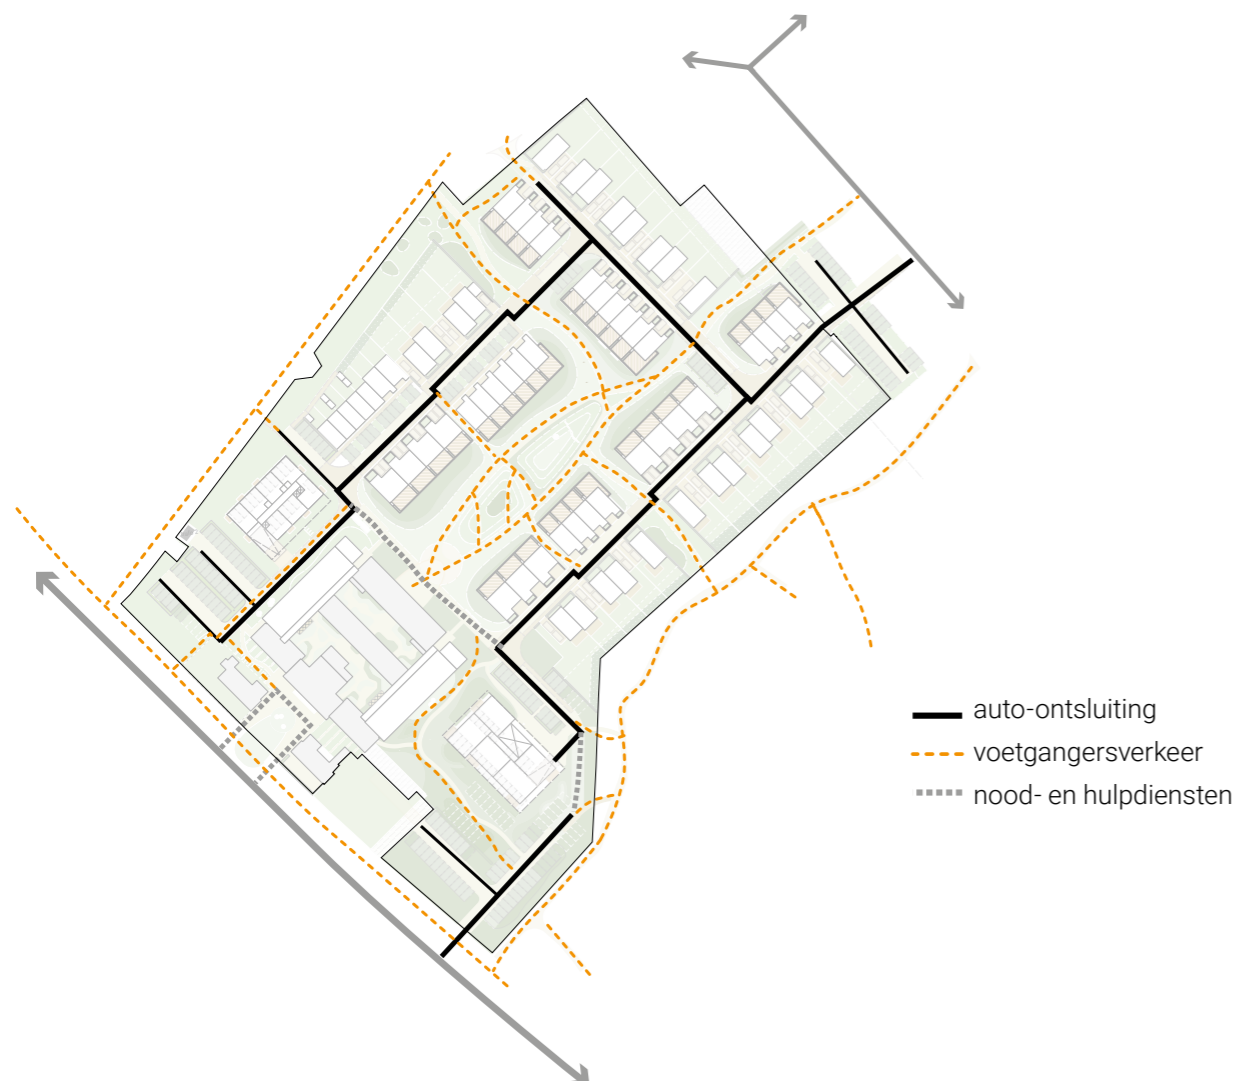 auto-ontsluiting
voetgangersverkeer
nood- en hulpdiensten